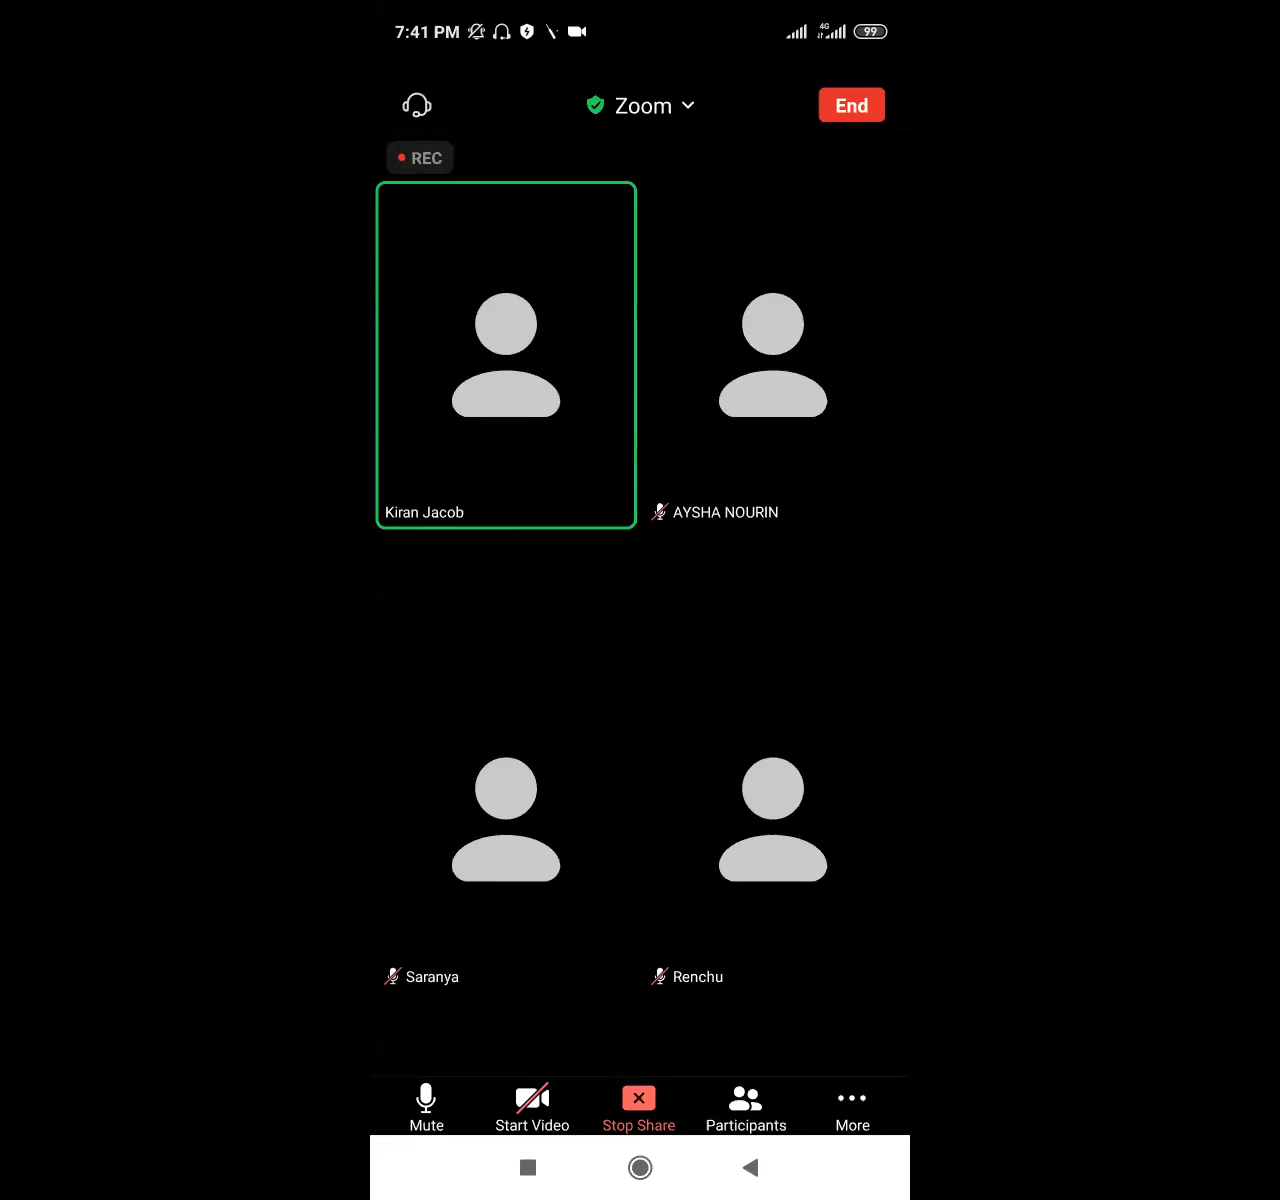 7:41 PM 4G 99
Zoom End
REC
Kiran Jacob AYSHA NOURIN
Saranya Renchu
Mute Start Video Stop Share Participants More